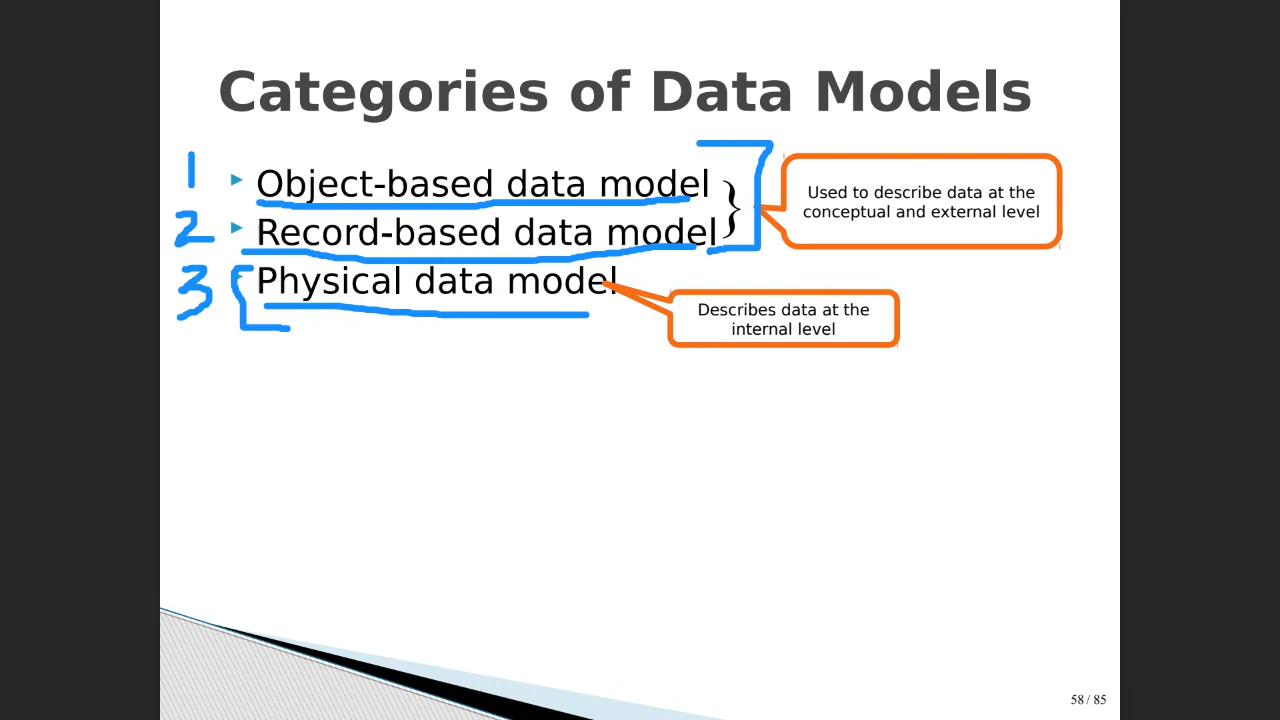 Categories of Data Models
1
Object-based data model
Used to describe data at the
conceptual and external level
2
Record-based data model
3
Physical data model
Describes data at the
internal level
58 / 85